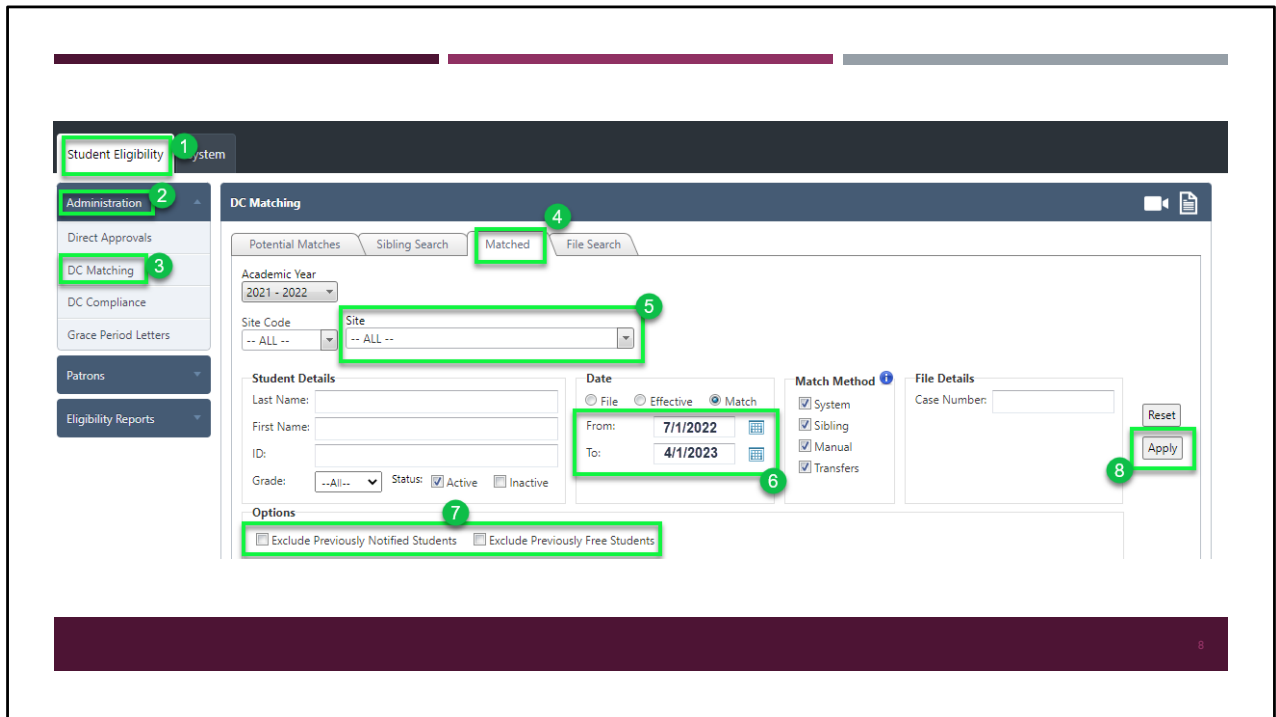 Student Eligibility 1 ystem
Administration 2
Direct Approvals
DC Matching 3
DC Compliance
Grace Period Letters
Patrons
Eligibility Reports
DC Matching
4
Potential Matches Sibling Search Matched File Search
Academic Year
2021 - 2022
5
Site Code Site
-- ALL -- -- ALL --
Student Details
Last Name:
First Name:
ID:
Grade: --All-- Status: Active Inactive
Date
File Effective Match
From: 7/1/2022
To: 4/1/2023
6
Match Method i
System
Sibling
Manual
Transfers
File Details
Case Number:
Reset
Apply
8
Options
7
Exclude Previously Notified Students Exclude Previously Free Students
8